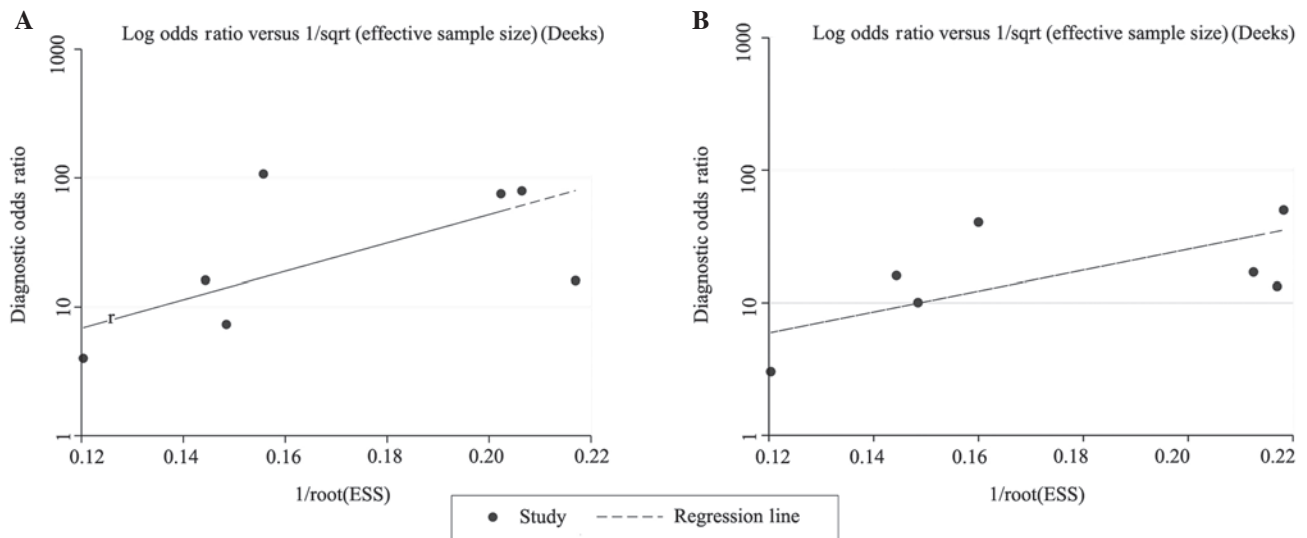 A
Log odds ratio versus 1/sqrt (effective sample size) (Deeks)
Diagnostic odds ratio
1000
100
10
1
r
0.12 0.14 0.16 0.18 0.20 0.22
1/root(ESS)
B
Log odds ratio versus 1/sqrt (effective sample size) (Deeks)
Diagnostic odds ratio
1000
100
10
1
0.12 0.14 0.16 0.18 0.20 0.22
1/root(ESS)
Study Regression line